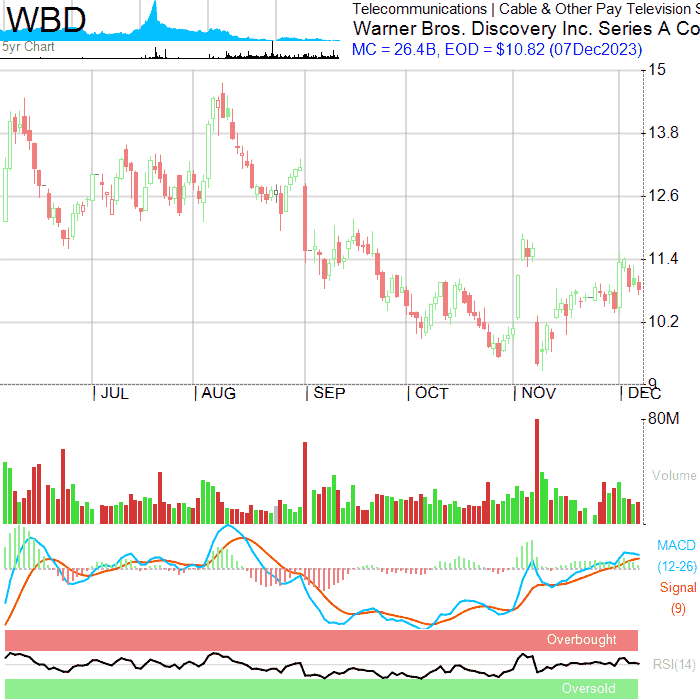 WBD
5yr Chart
Telecommunications | Cable & Other Pay Television S
Warner Bros. Discovery Inc. Series A Co
MC = 26.4B, EOD = $10.82 (07Dec2023)
15
13.8
12.6
11.4
10.2
9
| JUL | AUG | SEP | OCT | NOV | DEC
80M
Volume
MACD
(12-26)
Signal
(9)
Overbought
RSI(14)
Oversold